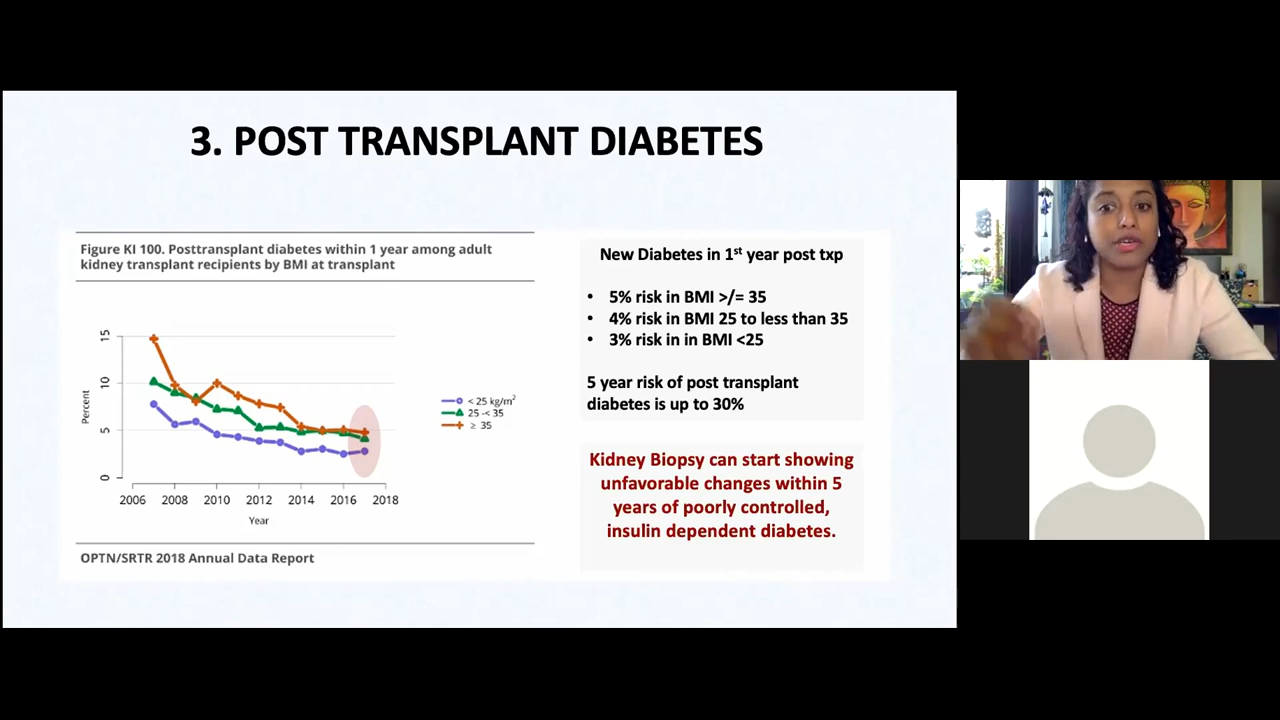 3. POST TRANSPLANT DIABETES
Figure KI 100. Posttransplant diabetes within 1 year among adult
kidney transplant recipients by BMI at transplant
15
10
5
0
Percent
2006 2008 2010 2012 2014 2016 2018
Year
< 25 kg/m²
25 -< 35
≥ 35
OPTN/SRTR 2018 Annual Data Report
New Diabetes in 1st year post txp
• 5% risk in BMI >/= 35
• 4% risk in BMI 25 to less than 35
• 3% risk in in BMI <25
5 year risk of post transplant
diabetes is up to 30%
Kidney Biopsy can start showing
unfavorable changes within 5
years of poorly controlled,
insulin dependent diabetes.